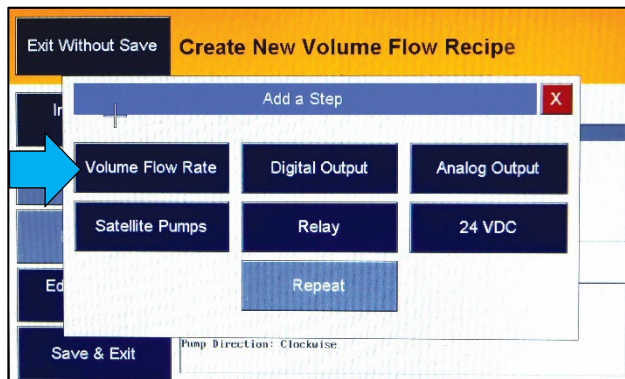 Exit Without Save
Create New Volume Flow Recipe
Add a Step
X
Volume Flow Rate
Digital Output
Analog Output
Satellite Pumps
Relay
24 VDC
Repeat
Save & Exit
Pump Direction: Clockwise